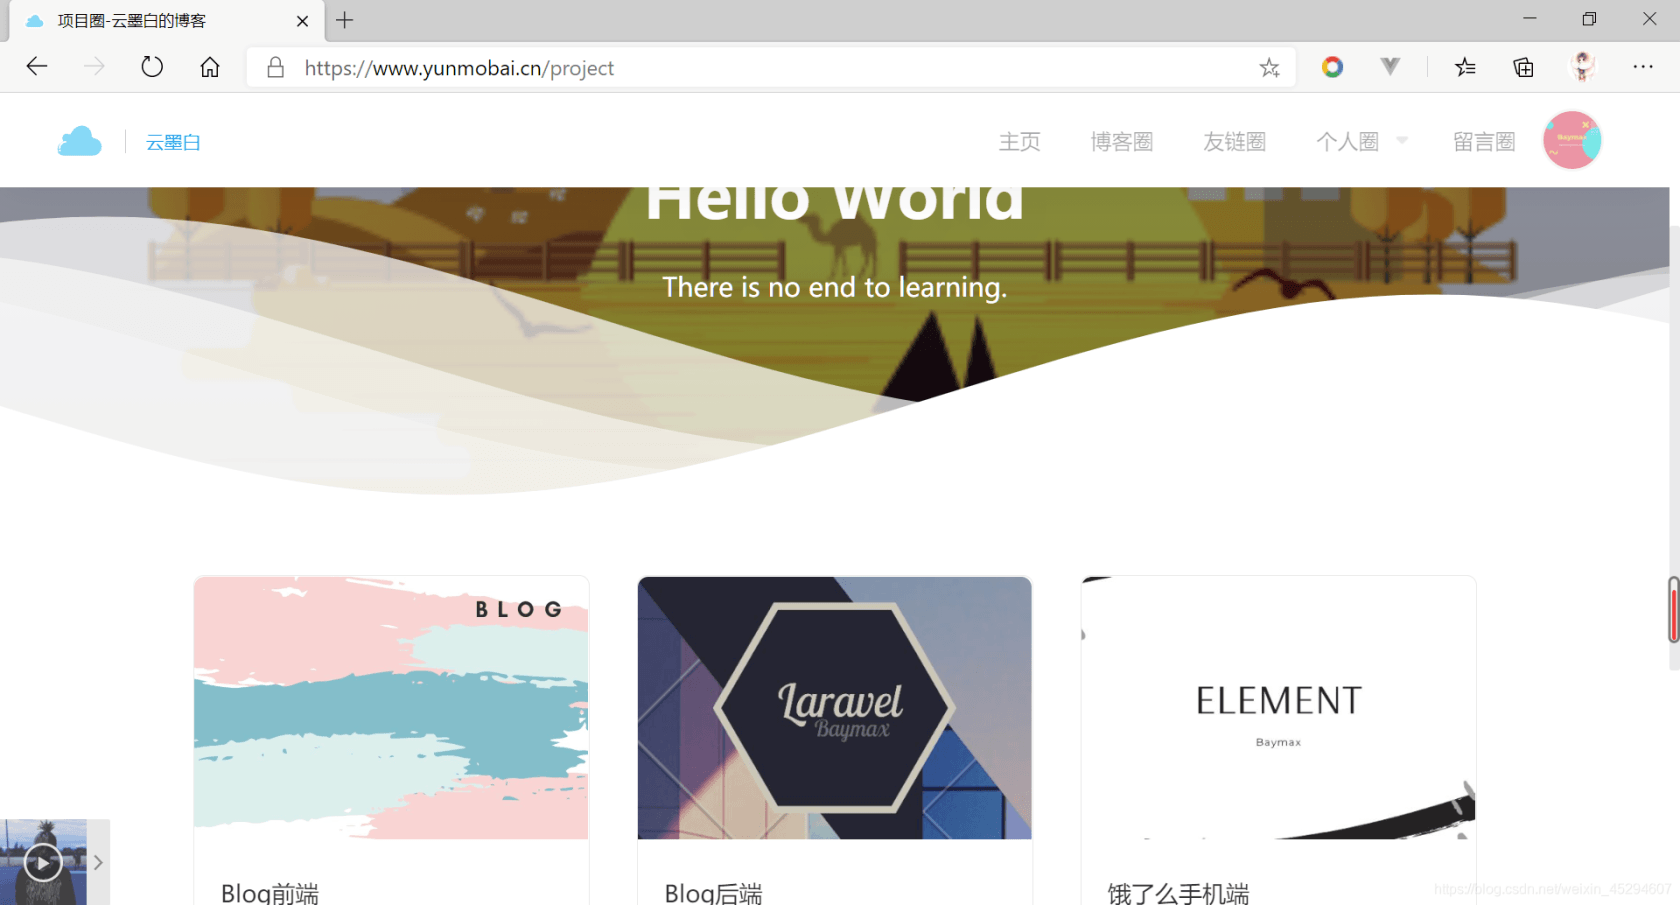 项目圈-云墨白的博客
https://www.yunmobai.cn/project
云墨白
主页
博客圈
友链圈
个人圈
留言圈
Baymax
Hello World
There is no end to learning.
BLOG
Laravel
Baymax
ELEMENT
Baymax
Blog前端
Blog后端
饿了么手机端
https://blog.csdn.net/weixin_45294607